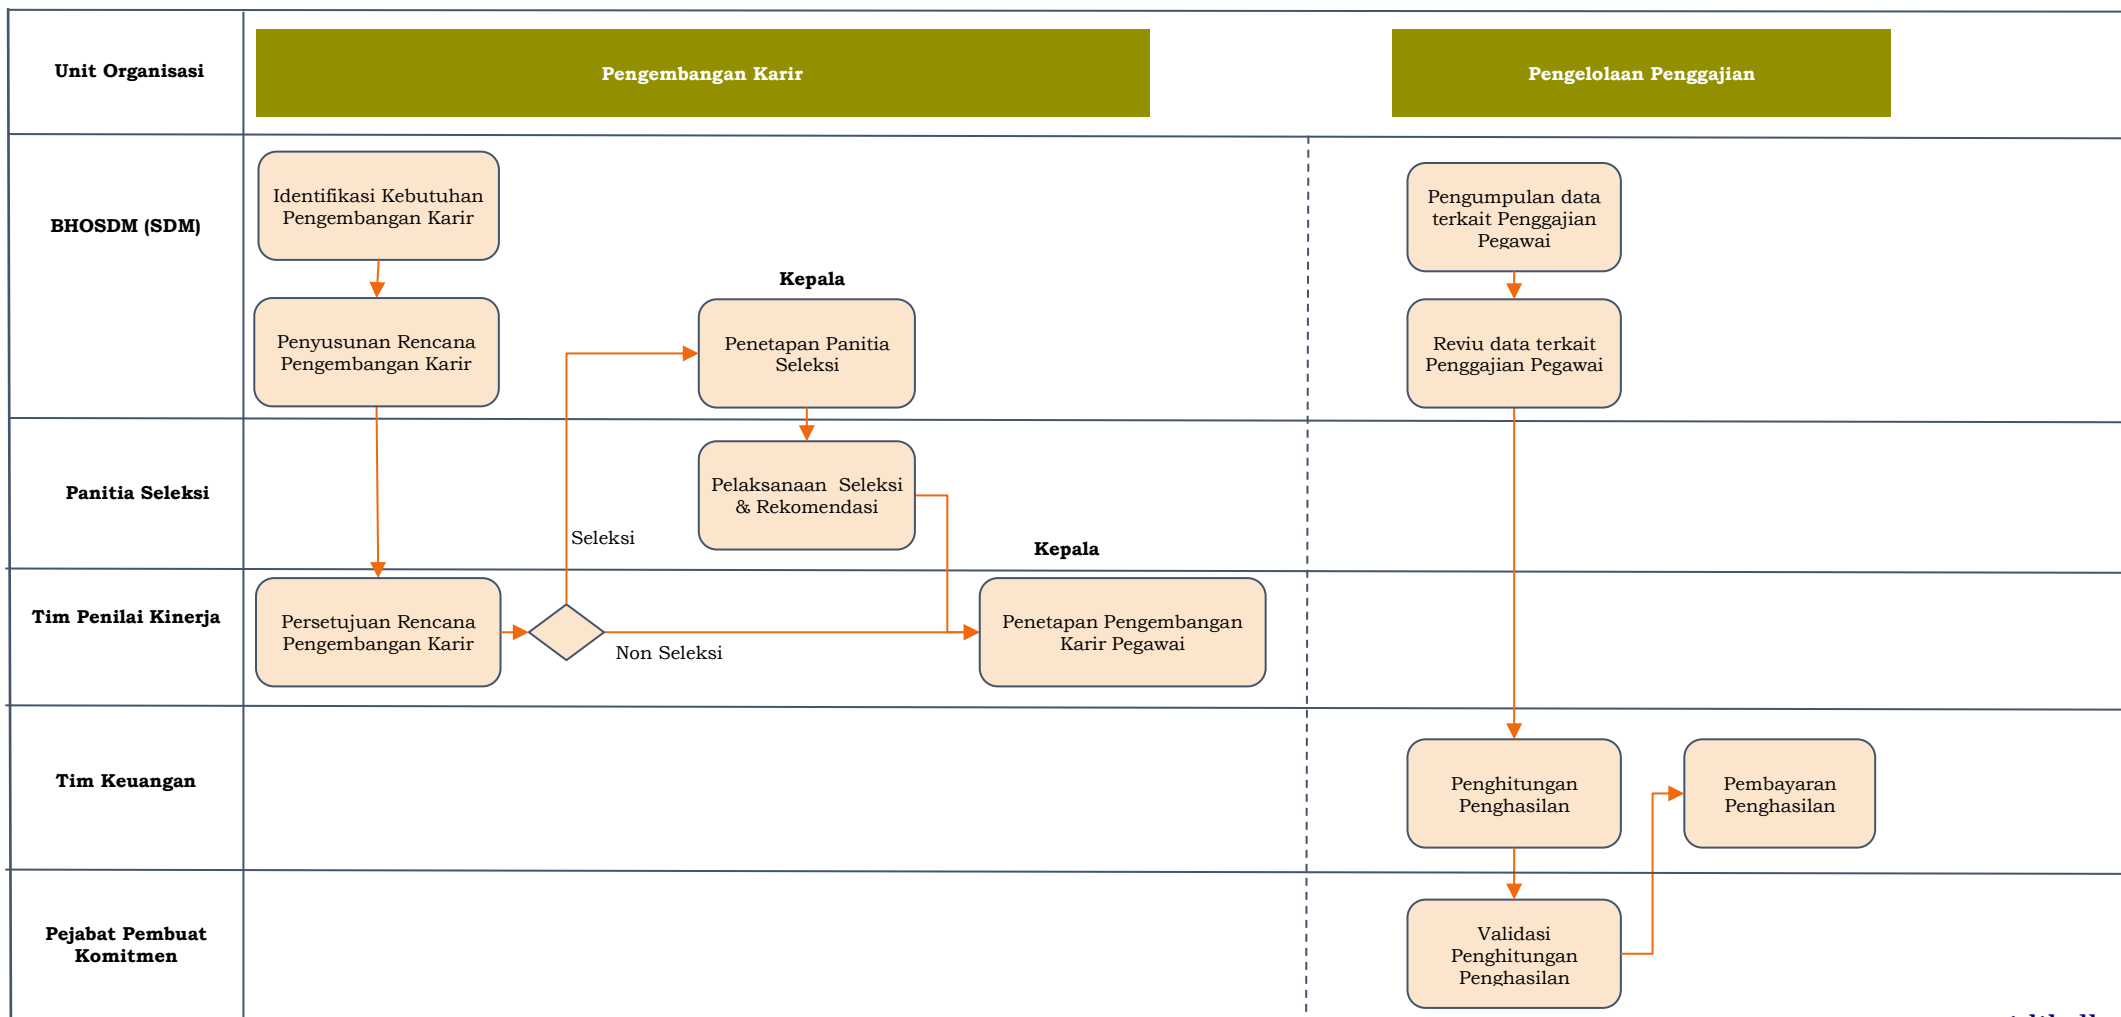 Unit Organisasi
Pengembangan Karir
Pengelolaan Penggajian
BHOSDM (SDM)
Identifikasi Kebutuhan
Pengembangan Karir
Pengumpulan data
terkait Penggajian
Pegawai
Kepala
Penyusunan Rencana
Pengembangan Karir
Penetapan Panitia
Seleksi
Reviu data terkait
Penggajian Pegawai
Panitia Seleksi
Pelaksanaan  Seleksi
& Rekomendasi
Seleksi
Kepala
Tim Penilai Kinerja
Persetujuan Rencana
Pengembangan Karir
Non Seleksi
Penetapan Pengembangan
Karir Pegawai
Tim Keuangan
Penghitungan
Penghasilan
Pembayaran
Penghasilan
Pejabat Pembuat
Komitmen
Validasi
Penghitungan
Penghasilan